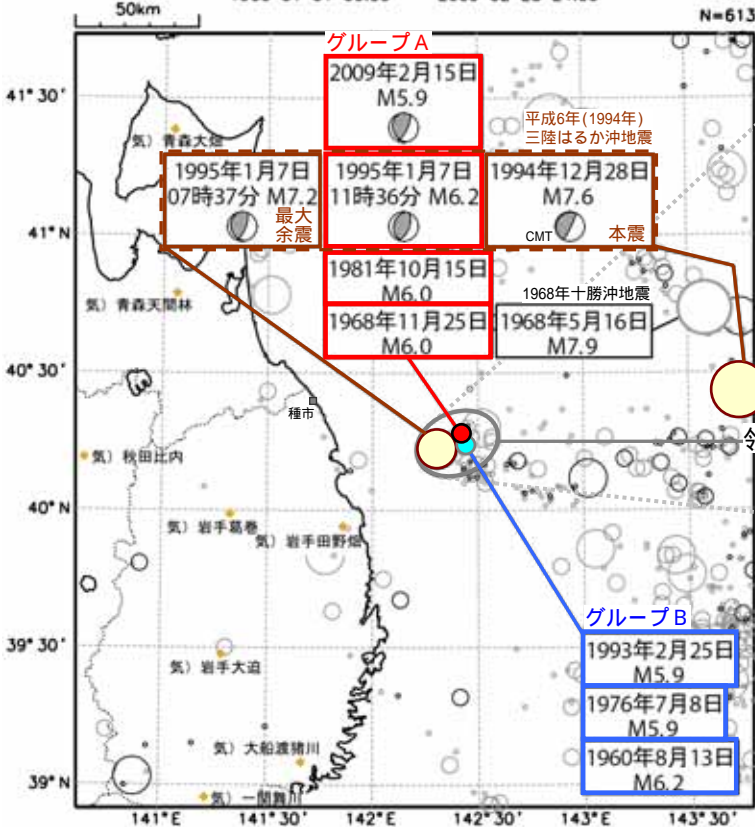 50km
N=613
グループA
2009年2月15日
M5.9
平成6年(1994年)
三陸はるか沖地震
1995年1月7日
07時37分 M7.2
最大
余震
1995年1月7日
11時36分 M6.2
1994年12月28日
M7.6
CMT
本震
1981年10月15日
M6.0
1968年11月25日
M6.0
1968年十勝沖地震
1968年5月16日
M7.9
41°30'
41°N
40°30'
40°N
39°30'
39°N
気）青森大畑
気）青森天間林
種市
気）秋田比内
気）岩手葛巻
気）岩手田野畑
気）岩手大迫
気）大船渡猪川
気）一関舞川
令
グループB
1993年2月25日
M5.9
1976年7月8日
M5.9
1960年8月13日
M6.2
141°E
141°30'
142°E
142°30'
143°E
143°30'